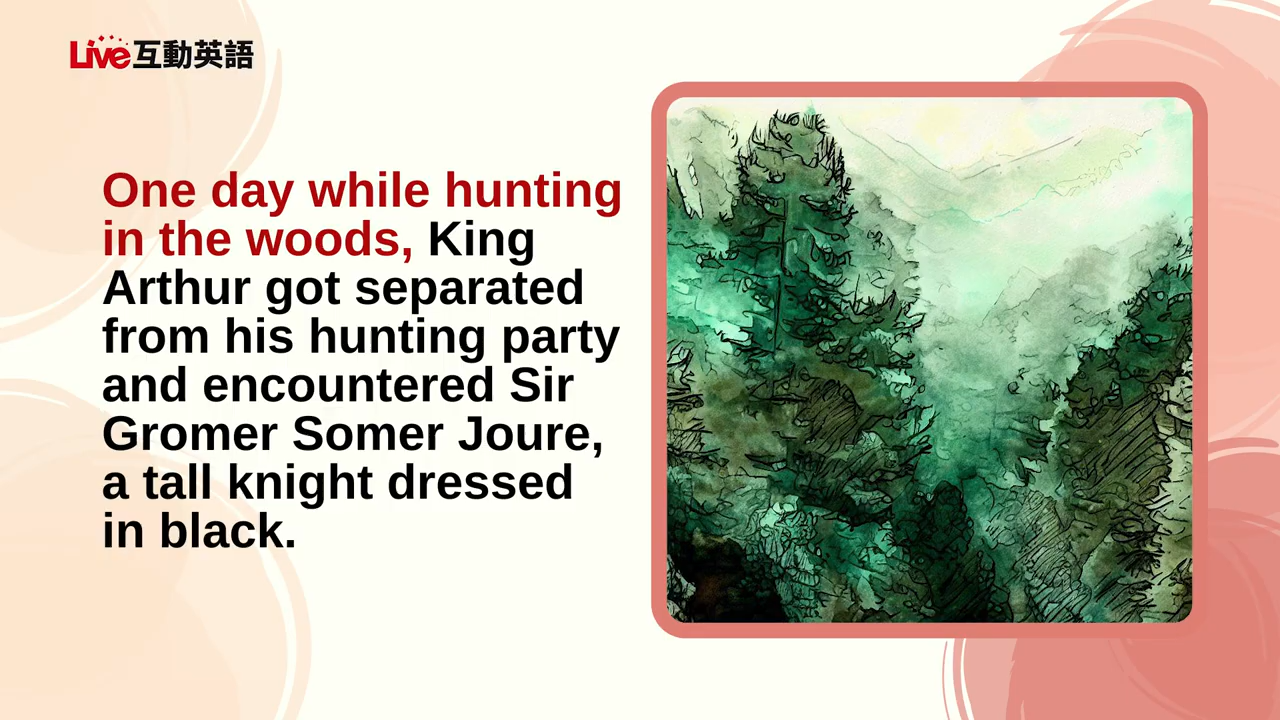 Live互動英語
One day while hunting
in the woods, King
Arthur got separated
from his hunting party
and encountered Sir
Gromer Somer Joure,
a tall knight dressed
in black.